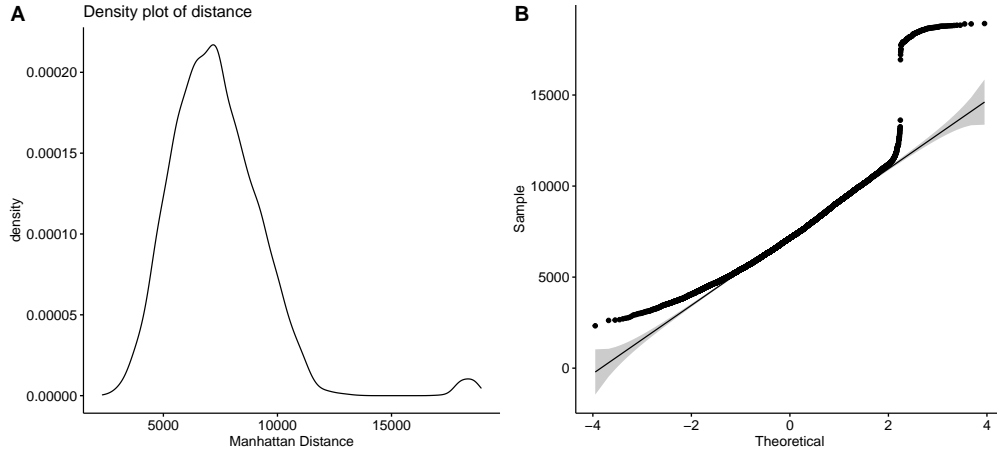 A
Density plot of distance
0.00020
0.00015
0.00010
0.00005
0.00000
density
5000
10000
15000
Manhattan Distance
B
15000
10000
5000
0
Sample
−4
−2
0
2
4
Theoretical